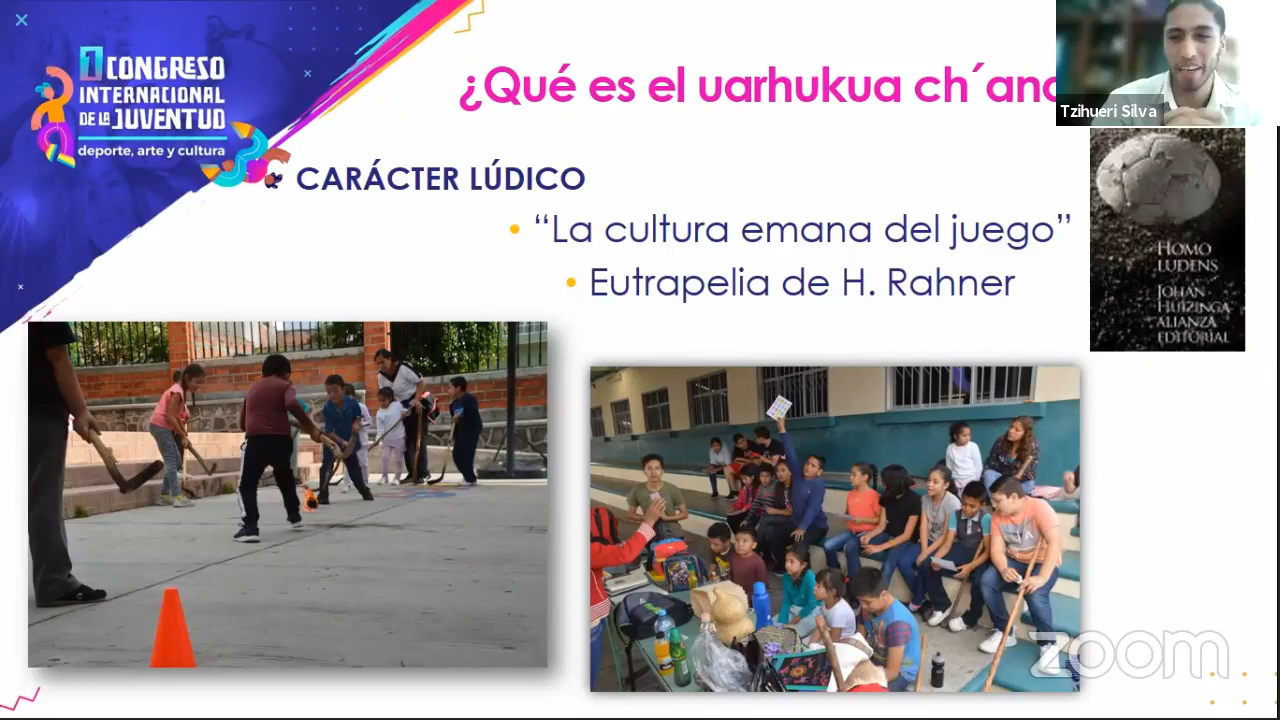 1 CONGRESO
INTERNACIONAL
DE LA JUVENTUD
deporte, arte y cultura
¿Qué es el uarhukua ch´ana
Tzihueri Silva
CARÁCTER LÚDICO
• “La cultura emana del juego”
• Eutrapelia de H. Rahner
HOMO
LUDENS
JOHAN
HUIZINGA
ALIANZA
EDITORIAL
zoom